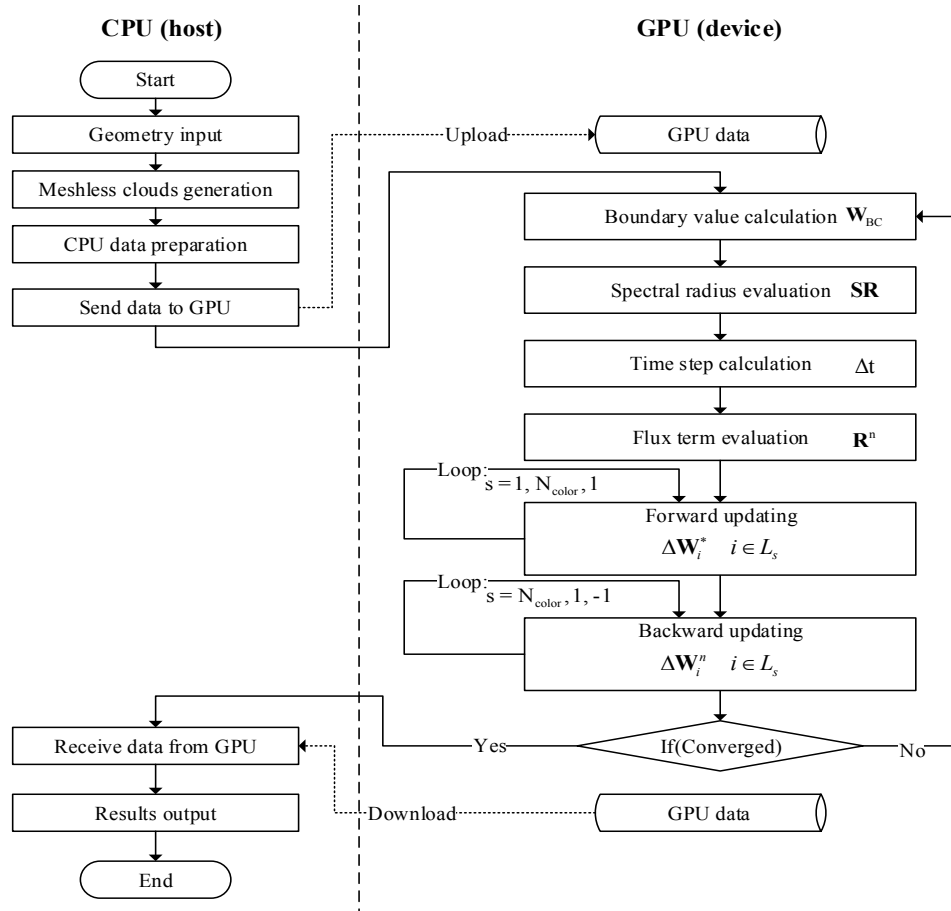 CPU (host)
GPU (device)
Start
Geometry input
Meshless clouds generation
CPU data preparation
Send data to GPU
Upload
GPU data
Boundary value calculation W_BC
Spectral radius evaluation SR
Time step calculation Δt
Flux term evaluation Rⁿ
Loop:
s = 1, N_color, 1
Forward updating
ΔW_i^* i ∈ L_s
Loop:
s = N_color, 1, -1
Backward updating
ΔW_i^n i ∈ L_s
If(Converged)
Yes
No
Receive data from GPU
Results output
End
Download
GPU data